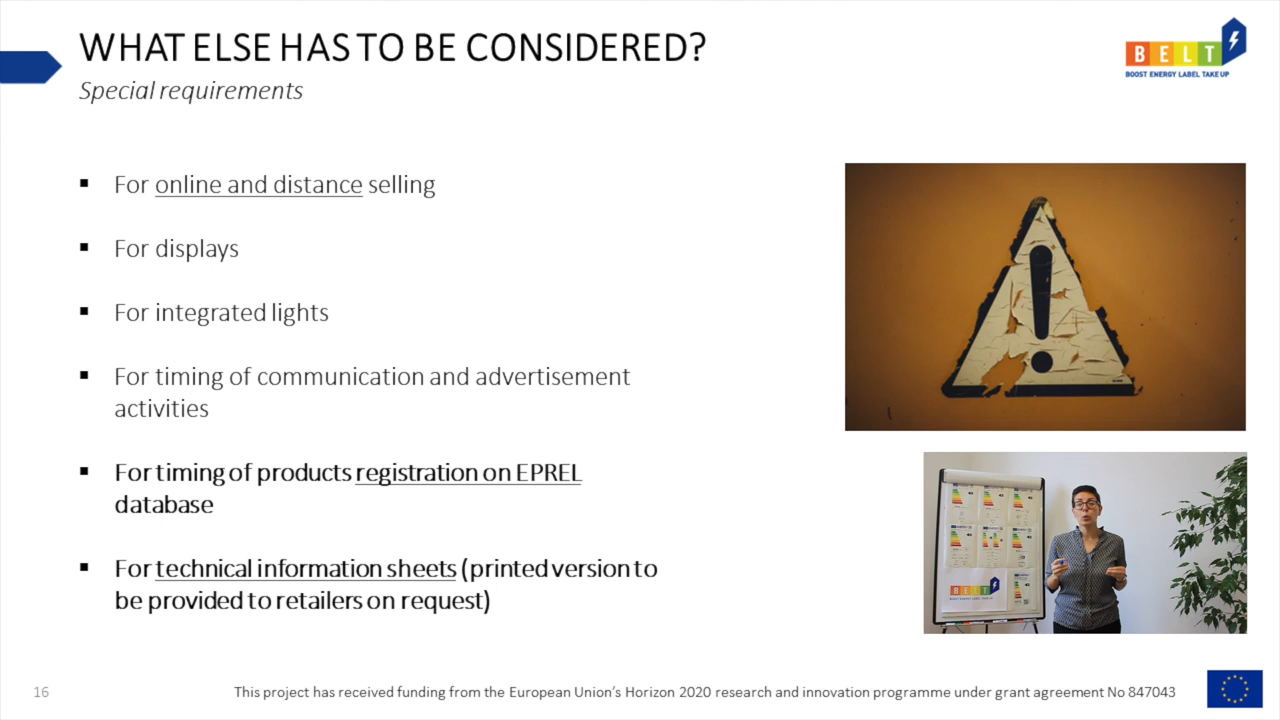 WHAT ELSE HAS TO BE CONSIDERED?
Special requirements
BELT
BOOST ENERGY LABEL TAKE UP
▪ For online and distance selling
▪ For displays
▪ For integrated lights
▪ For timing of communication and advertisement
activities
▪ For timing of products registration on EPREL
database
▪ For technical information sheets (printed version to
be provided to retailers on request)
BELT
16
This project has received funding from the European Union's Horizon 2020 research and innovation programme under grant agreement No 847043